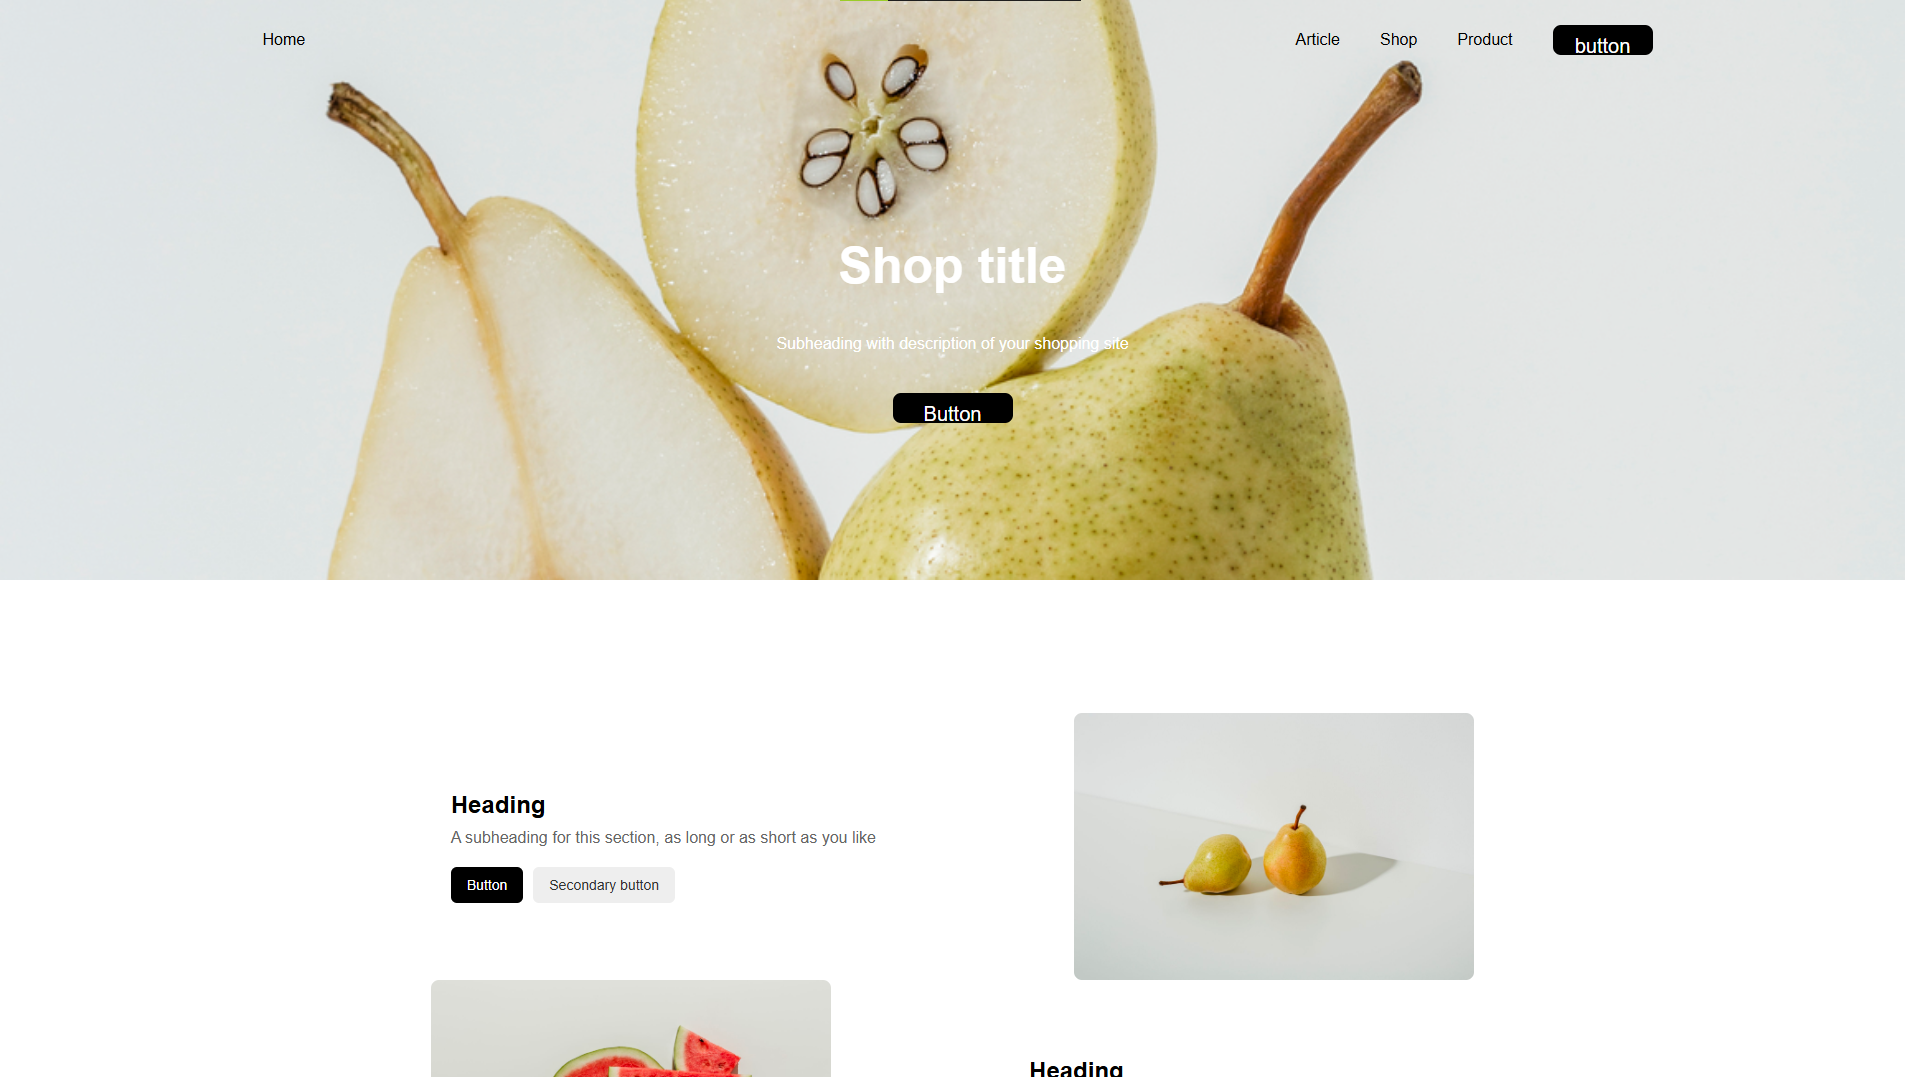 Home
Article
Shop
Product
button
Shop title
Subheading with description of your shopping site
Button
Heading
A subheading for this section, as long or as short as you like
Button
Secondary button
Heading